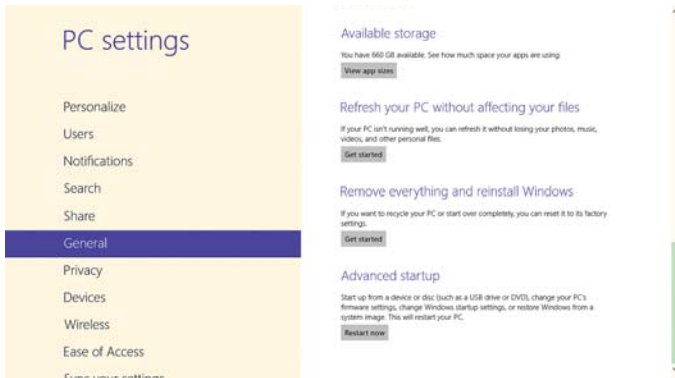 PC settings
Personalize
Users
Notifications
Search
Share
General
Privacy
Devices
Wireless
Ease of Access
Sync your settings
Available storage
You have 660 GB available. See how much space your apps are using.
View app sizes
Refresh your PC without affecting your files
If your PC isn't running well, you can refresh it without losing your photos, music,
videos, and other personal files.
Get started
Remove everything and reinstall Windows
If you want to recycle your PC or start over completely, you can reset it to its factory
settings.
Get started
Advanced startup
Start up from a device or disc (such as a USB drive or DVD), change your PC's
firmware settings, change Windows startup settings, or restore Windows from a
system image. This will restart your PC.
Restart now